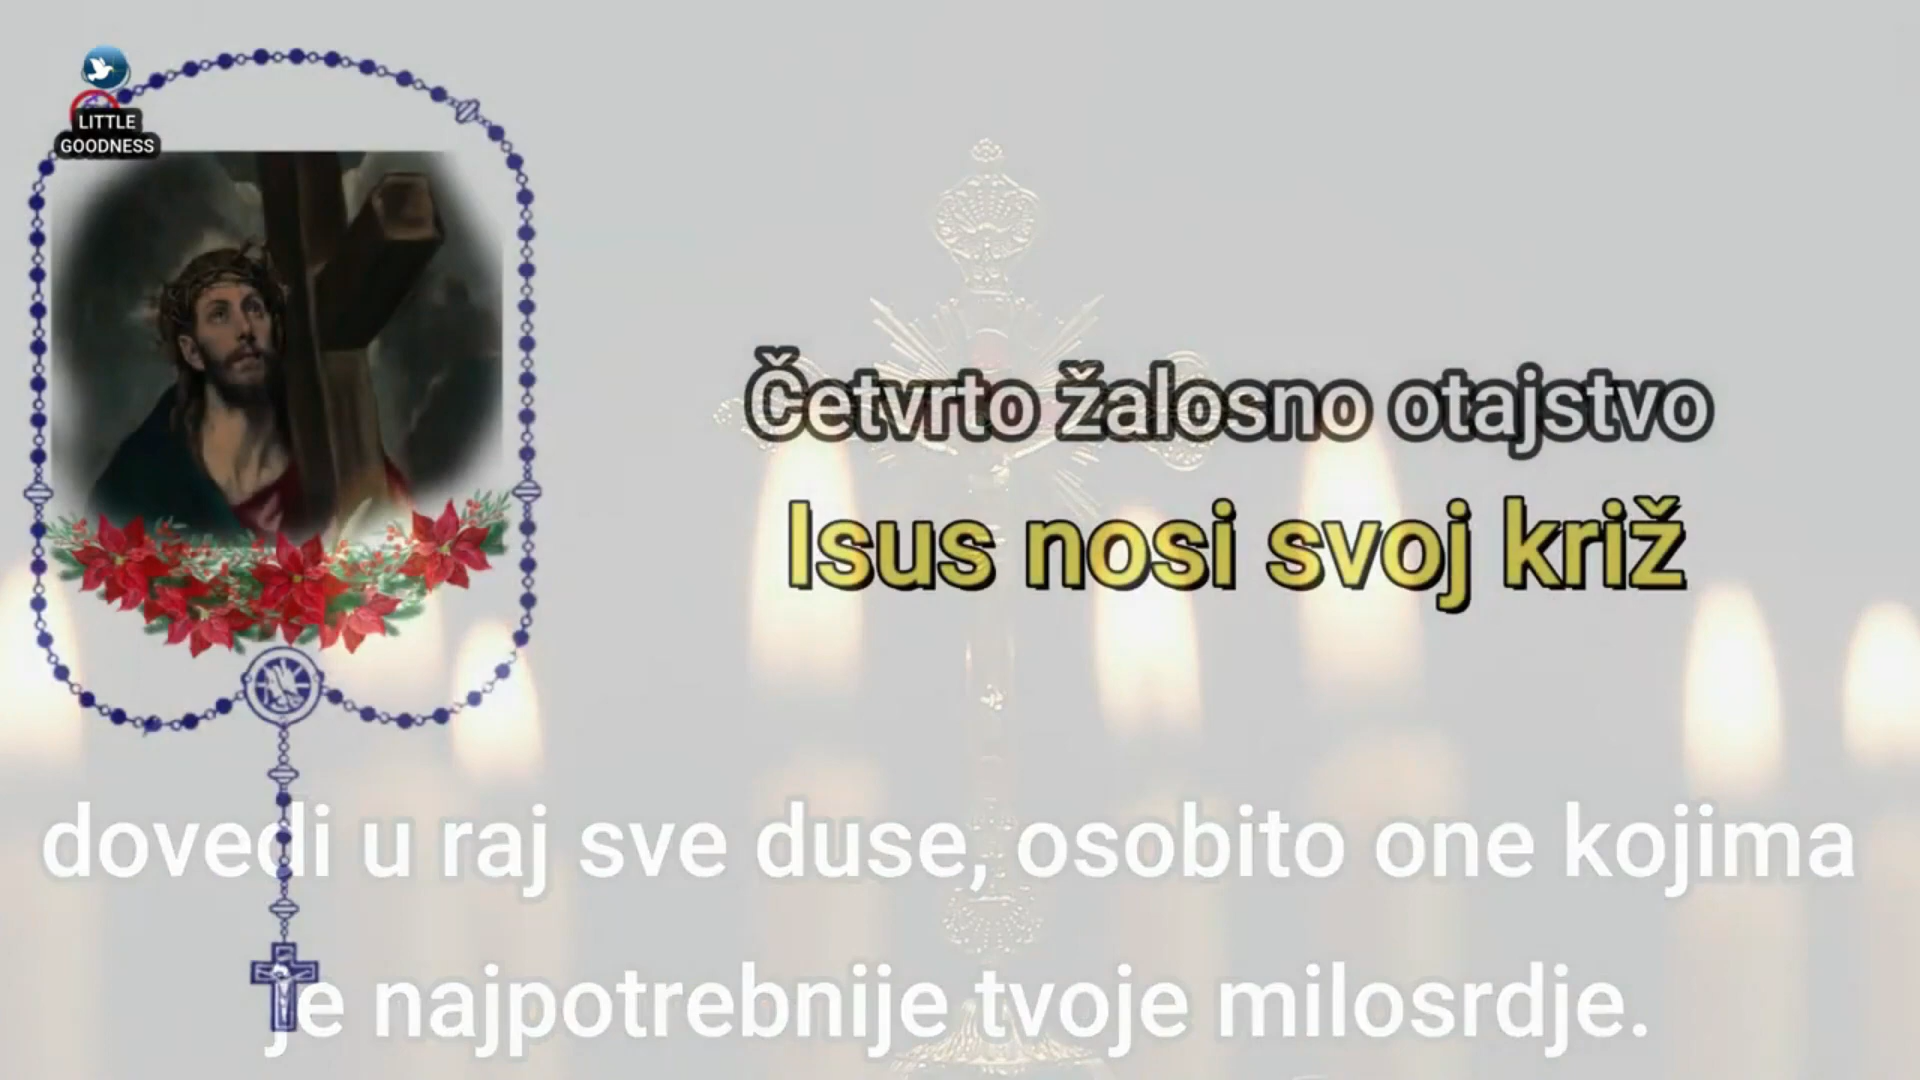 LITTLE
GOODNESS
Četvrto žalosno otajstvo
Isus nosi svoj križ
dovedi u raj sve duse, osobito one kojima
je najpotrebnije tvoje milosrdje.